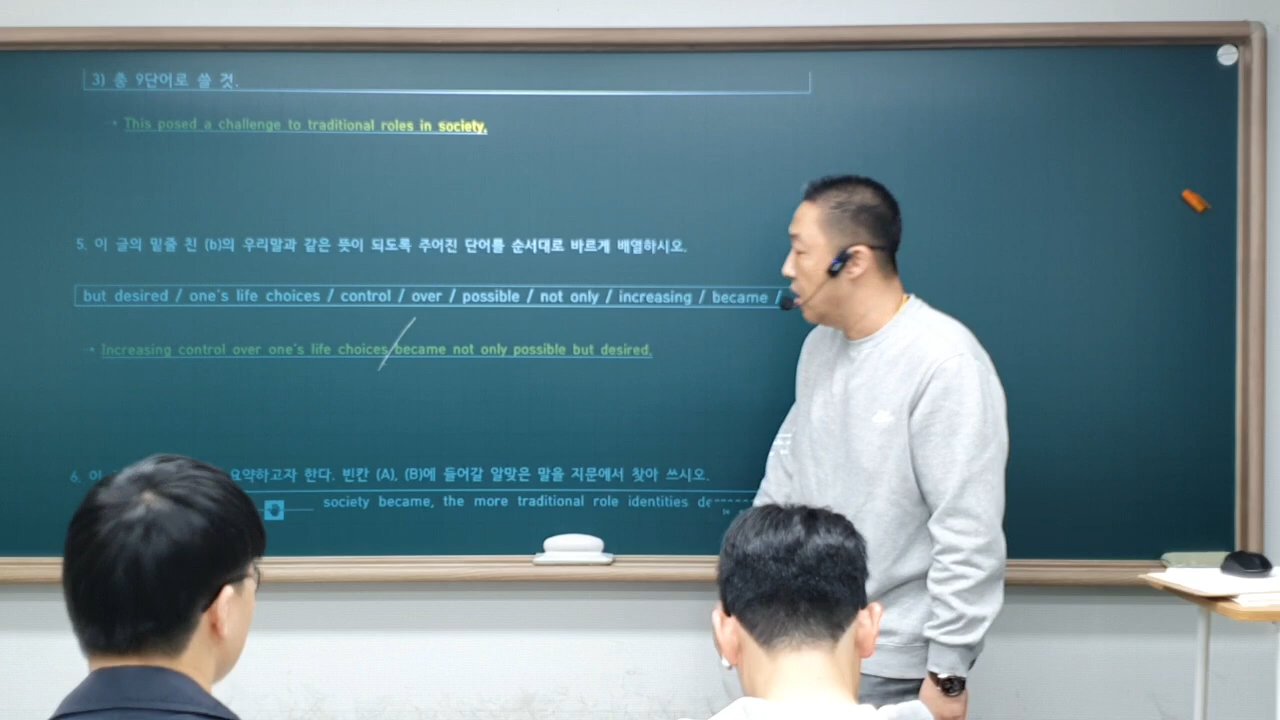 3) 총 9단어로 쓸 것.
→ This posed a challenge to traditional roles in society.
5. 이 글의 밑줄 친 (b)의 우리말과 같은 뜻이 되도록 주어진 단어를 순서대로 바르게 배열하시오.
but desired / one's life choices / control / over / possible / not only / increasing / became /
→ Increasing control over one's life choices became not only possible but desired.
6. 이 요약하고자 한다. 빈칸 (A), (B)에 들어갈 알맞은 말을 지문에서 찾아 쓰시오.
society became, the more traditional role identities